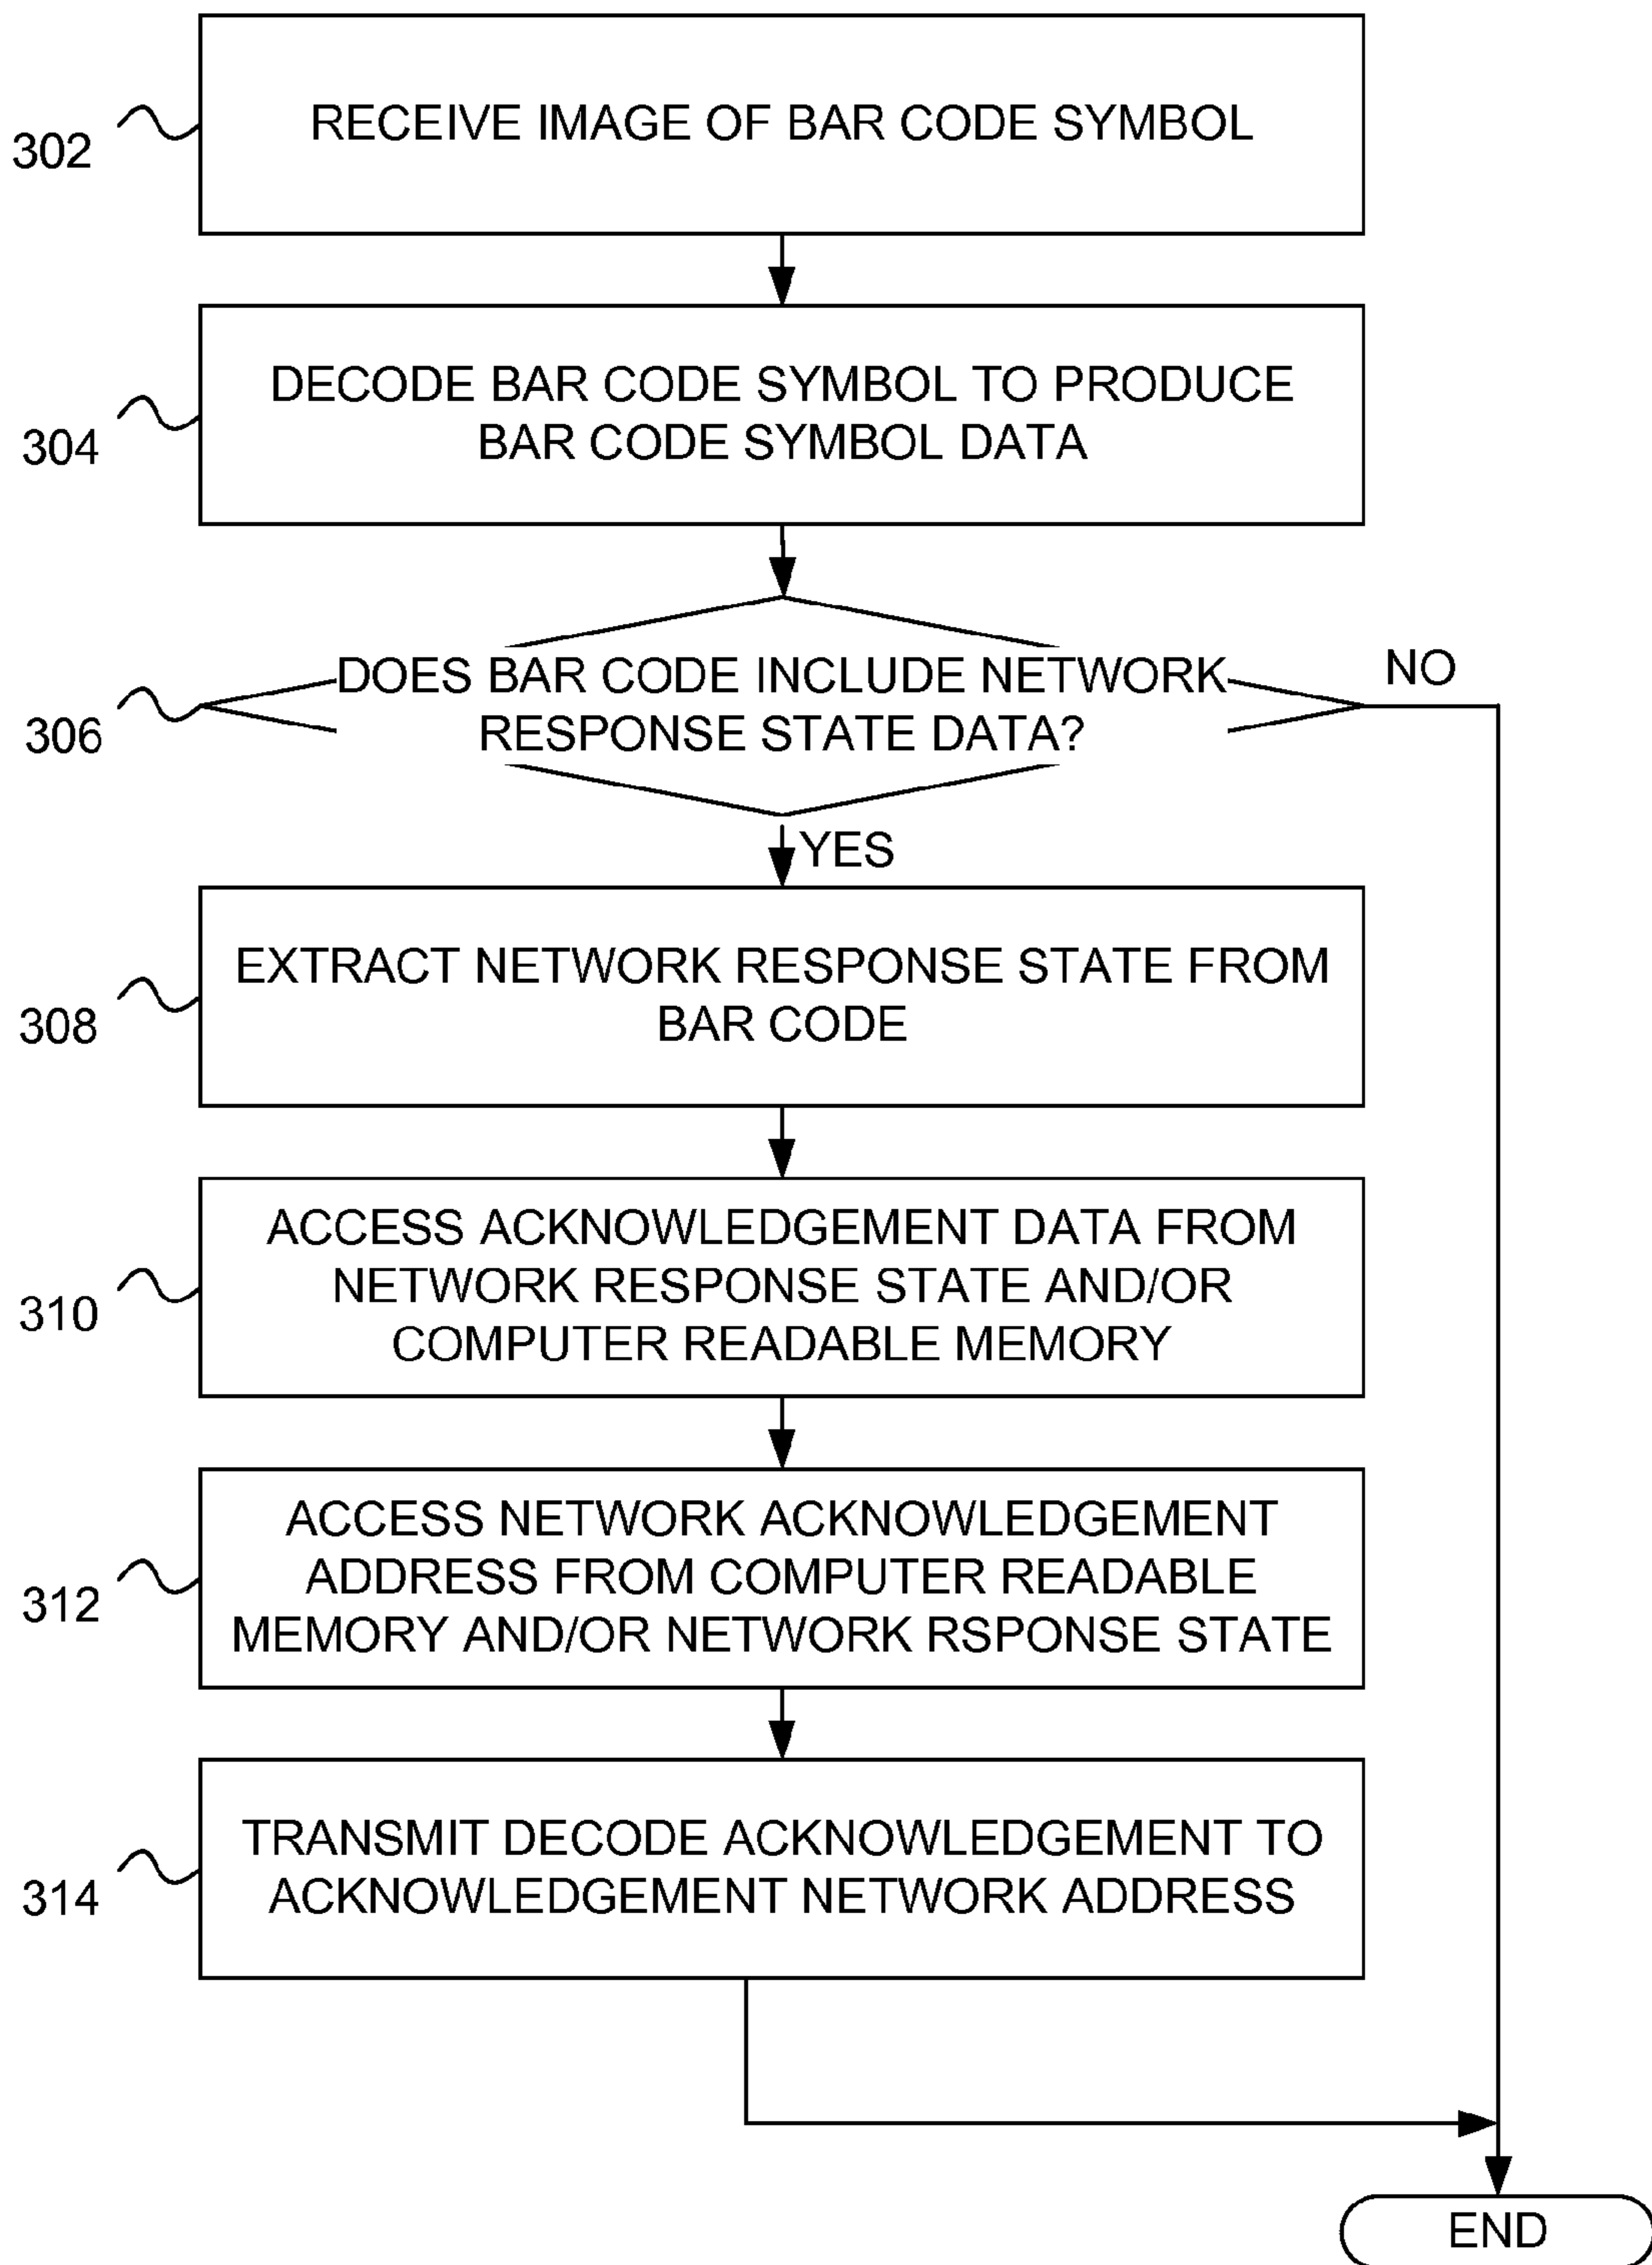 302
RECEIVE IMAGE OF BAR CODE SYMBOL
304
DECODE BAR CODE SYMBOL TO PRODUCE
BAR CODE SYMBOL DATA
306
DOES BAR CODE INCLUDE NETWORK
RESPONSE STATE DATA?
NO
YES
308
EXTRACT NETWORK RESPONSE STATE FROM
BAR CODE
310
ACCESS ACKNOWLEDGEMENT DATA FROM
NETWORK RESPONSE STATE AND/OR
COMPUTER READABLE MEMORY
312
ACCESS NETWORK ACKNOWLEDGEMENT
ADDRESS FROM COMPUTER READABLE
MEMORY AND/OR NETWORK RSPONSE STATE
314
TRANSMIT DECODE ACKNOWLEDGEMENT TO
ACKNOWLEDGEMENT NETWORK ADDRESS
END